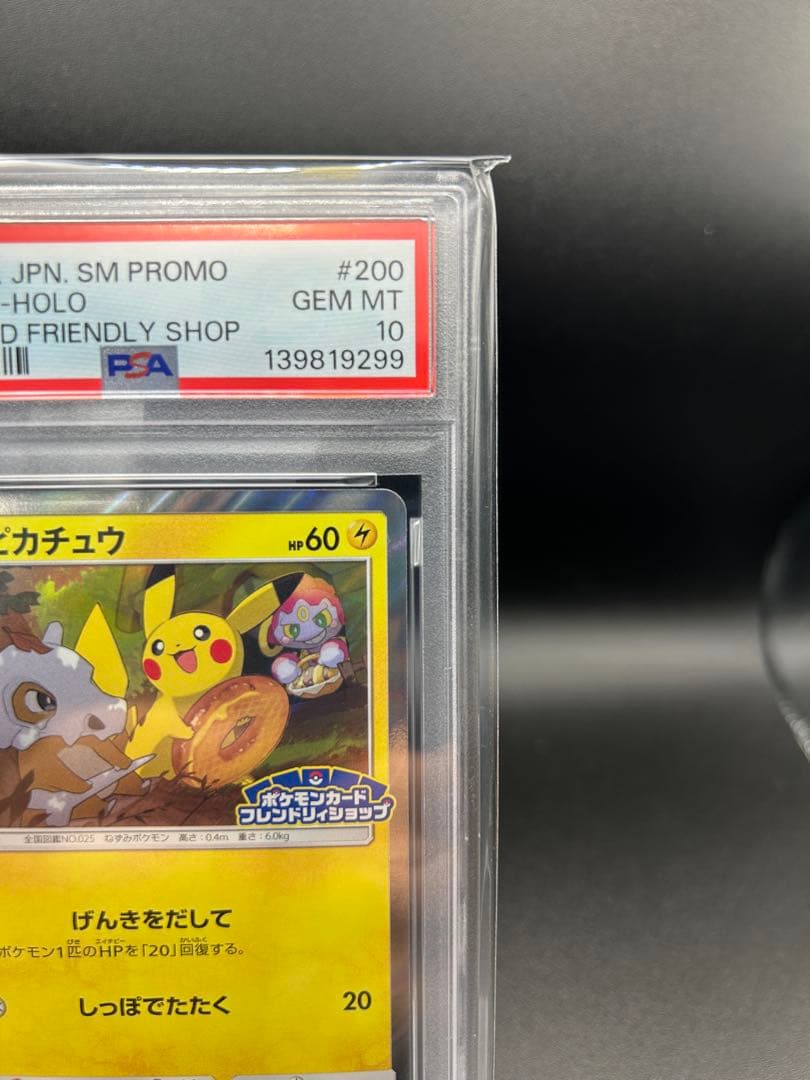 JPN. SM PROMO #200
-HOLO GEM MT
D FRIENDLY SHOP 10
PSA 139819299
ピカチュウ HP60
ポケモンカード
フレンドリィショップ
全国図鑑NO.025 ねずみポケモン 高さ:0.4m 重さ:6.0kg
げんきをだして
ポケモン1匹のHPを「20」回復する。
しっぽでたたく 20